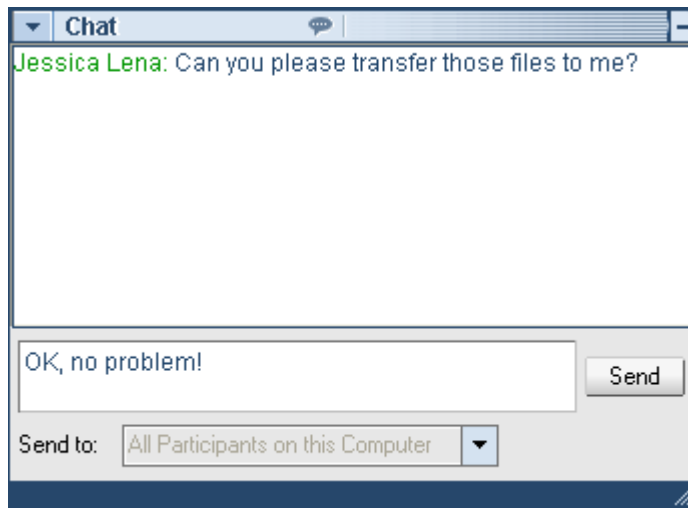 Chat
Jessica Lena: Can you please transfer those files to me?
OK, no problem!
Send
Send to: All Participants on this Computer